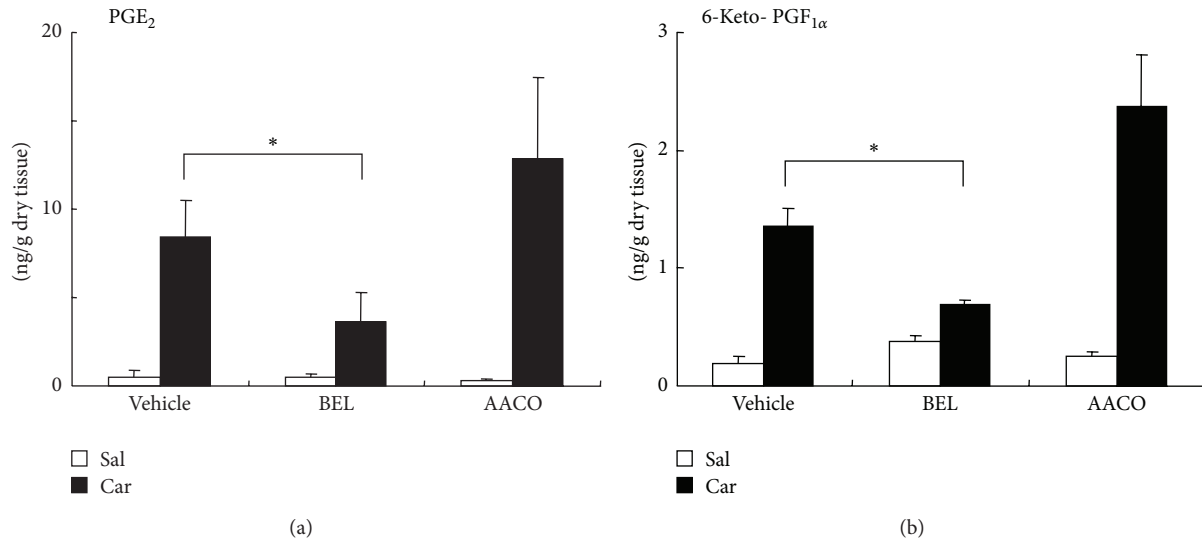 PGE₂
20
10
0
(ng/g dry tissue)
*
Vehicle BEL AACO
Sal
Car
(a)
6-Keto- PGF₁α
3
2
1
0
(ng/g dry tissue)
*
Vehicle BEL AACO
Sal
Car
(b)